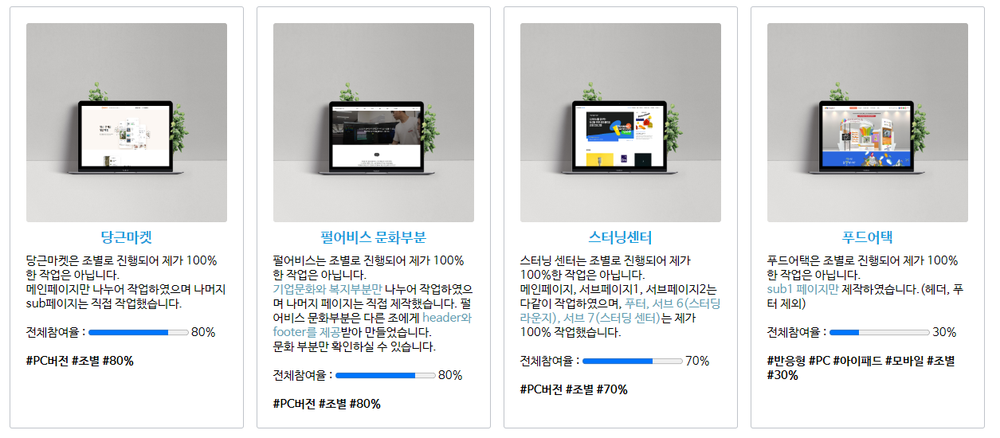 당근마켓
당근마켓은 조별로 진행되어 제가 100%
한 작업은 아닙니다.
메인페이지만 나누어 작업하였으며 나머지
sub페이지는 직접 작업했습니다.
전체참여율 : 80%
#PC버전 #조별 #80%
펄어비스 문화부분
펄어비스는 조별로 진행되어 제가 100%
한 작업은 아닙니다.
기업문화와 복지부분만 나누어 작업하였으
며 나머지 페이지는 직접 제작했습니다. 펄
어비스 문화부분은 다른 조에게 header와
footer를 제공받아 만들었습니다.
문화 부분만 확인하실 수 있습니다.
전체참여율 : 80%
#PC버전 #조별 #80%
스터닝센터
스터닝 센터는 조별로 진행되어 제가
100%한 작업은 아닙니다.
메인페이지, 서브페이지1, 서브페이지2는
다같이 작업하였으며, 푸터, 서브 6(스터딩
라운지), 서브 7(스터딩 센터)는 제가
100% 작업했습니다.
전체참여율 : 70%
#PC버전 #조별 #70%
푸드어택
푸드어택은 조별로 진행되어 제가 100%
한 작업은 아닙니다.
sub1 페이지만 제작하였습니다.(헤더, 푸
터 제외)
전체참여율 : 30%
#반응형 #PC #아이패드 #모바일 #조별
#30%